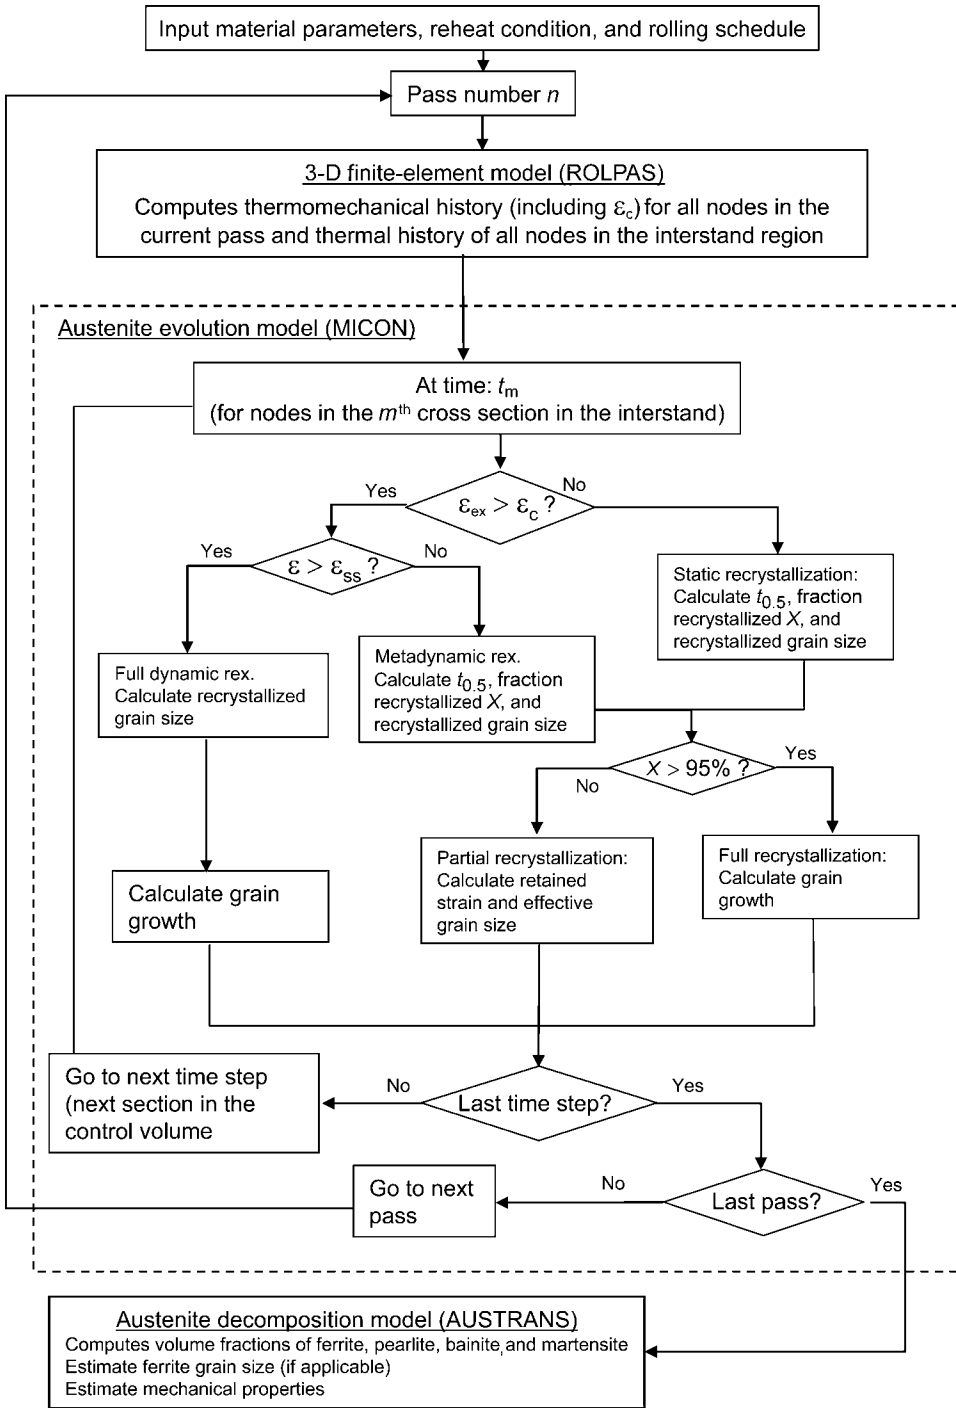 Input material parameters, reheat condition, and rolling schedule
Pass number n
3-D finite-element model (ROLPAS)
Computes thermomechanical history (including εc) for all nodes in the
current pass and thermal history of all nodes in the interstand region
Austenite evolution model (MICON)
At time: tm
(for nodes in the mth cross section in the interstand)
Yes
εex > εc ?
No
Yes
ε > εss ?
No
Static recrystallization:
Calculate t0.5, fraction
recrystallized X, and
recrystallized grain size
Full dynamic rex.
Calculate recrystallized
grain size
Metadynamic rex.
Calculate t0.5, fraction
recrystallized X, and
recrystallized grain size
X > 95% ?
Yes
No
Calculate grain
growth
Partial recrystallization:
Calculate retained
strain and effective
grain size
Full recrystallization:
Calculate grain
growth
Go to next time step
(next section in the
control volume
No
Last time step?
Yes
Go to next
pass
No
Last pass?
Yes
Austenite decomposition model (AUSTRANS)
Computes volume fractions of ferrite, pearlite, bainite, and martensite
Estimate ferrite grain size (if applicable)
Estimate mechanical properties